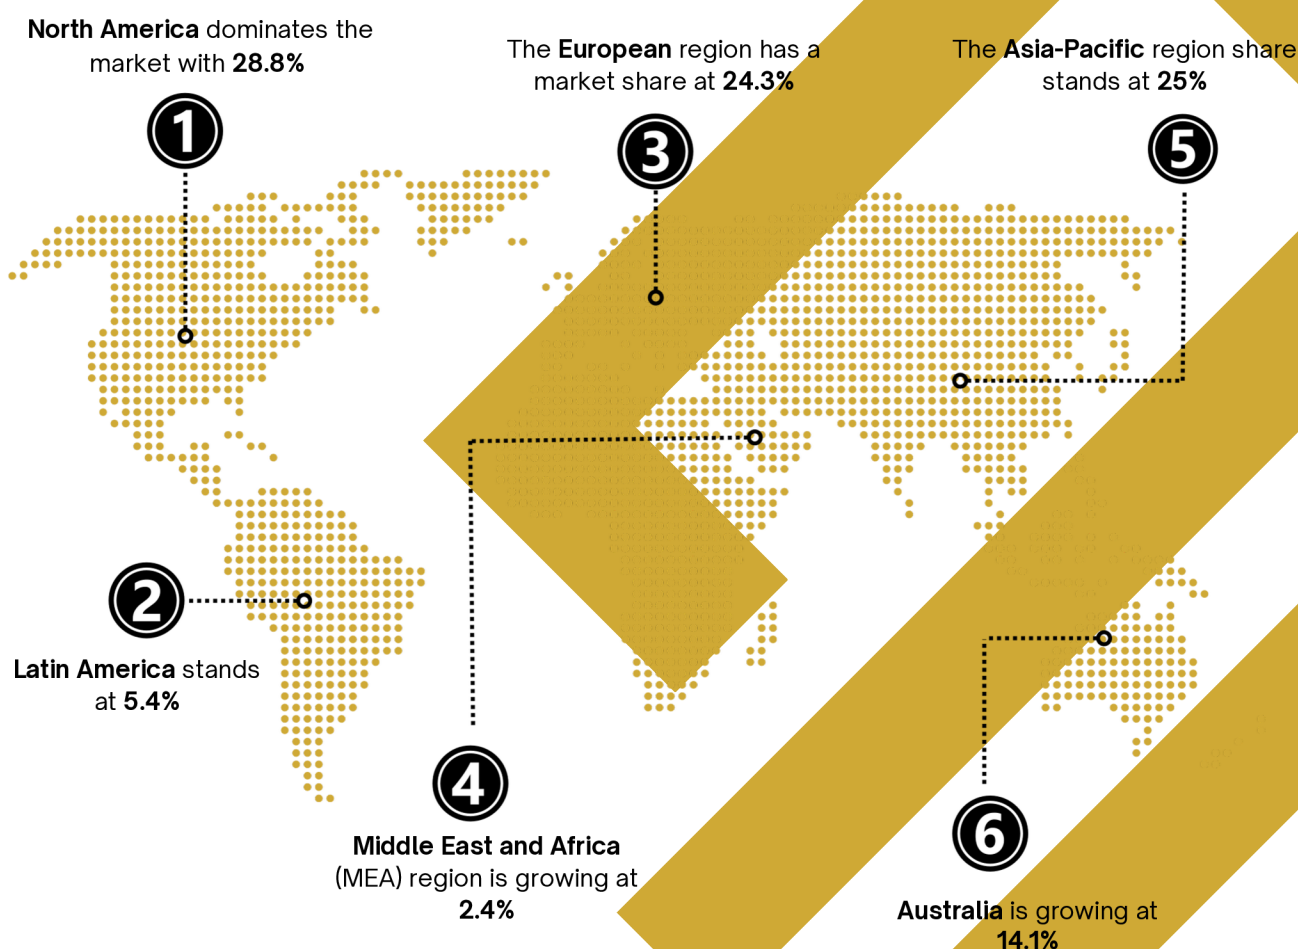 North America dominates the
market with 28.8%
1
The European region has a
market share at 24.3%
3
The Asia-Pacific region share
stands at 25%
5
2
Latin America stands
at 5.4%
4
Middle East and Africa
(MEA) region is growing at
2.4%
6
Australia is growing at
14.1%